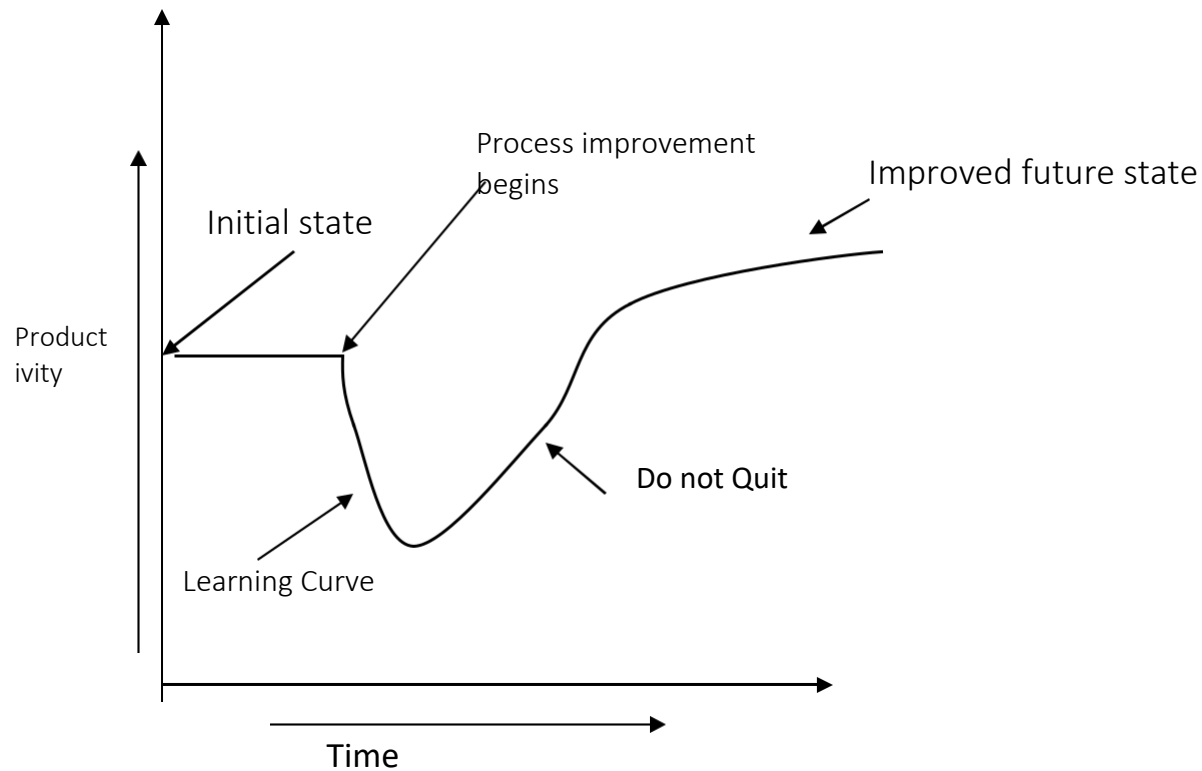 Process improvement
begins
Improved future state
Initial state
Product
ivity
Do not Quit
Learning Curve
Time